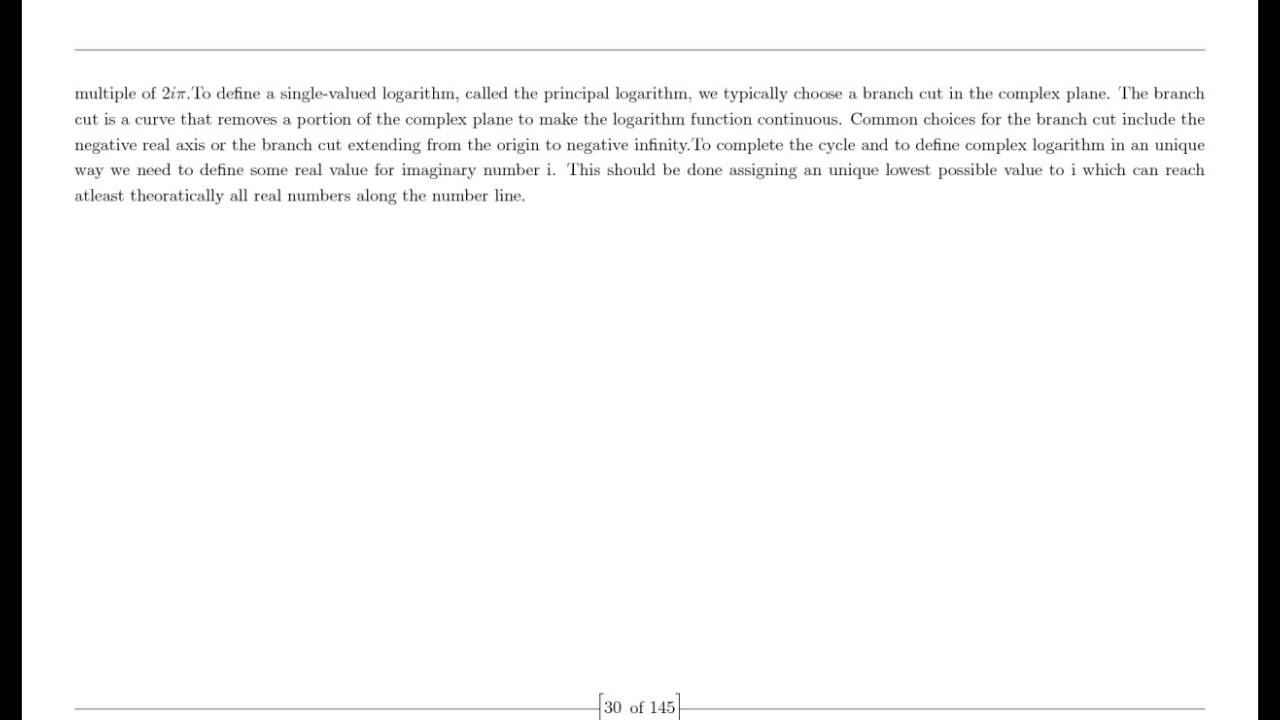 multiple of 2iπ.To define a single-valued logarithm, called the principal logarithm, we typically choose a branch cut in the complex plane. The branch
cut is a curve that removes a portion of the complex plane to make the logarithm function continuous. Common choices for the branch cut include the
negative real axis or the branch cut extending from the origin to negative infinity.To complete the cycle and to define complex logarithm in an unique
way we need to define some real value for imaginary number i. This should be done assigning an unique lowest possible value to i which can reach
atleast theoratically all real numbers along the number line.
30 of 145